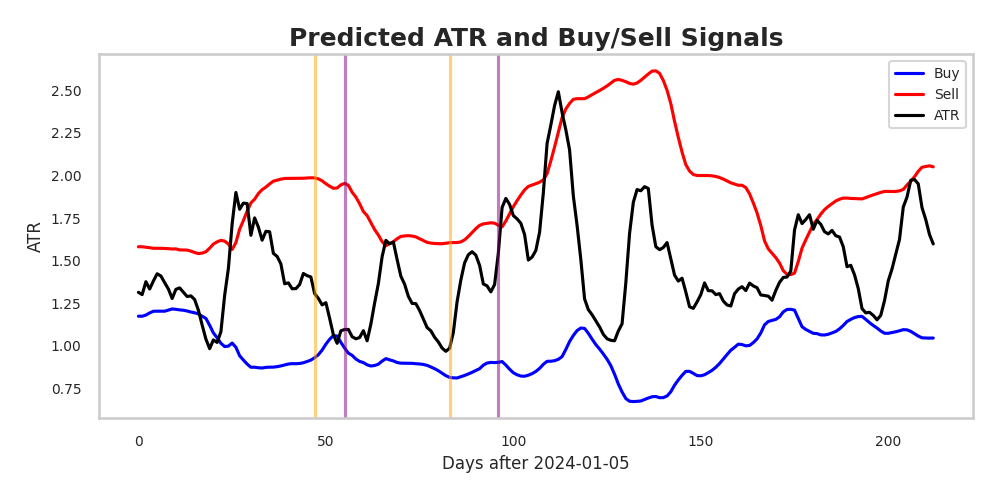 Predicted ATR and Buy/Sell Signals
Buy
Sell
ATR
ATR
2.50
2.25
2.00
1.75
1.50
1.25
1.00
0.75
0 50 100 150 200
Days after 2024-01-05